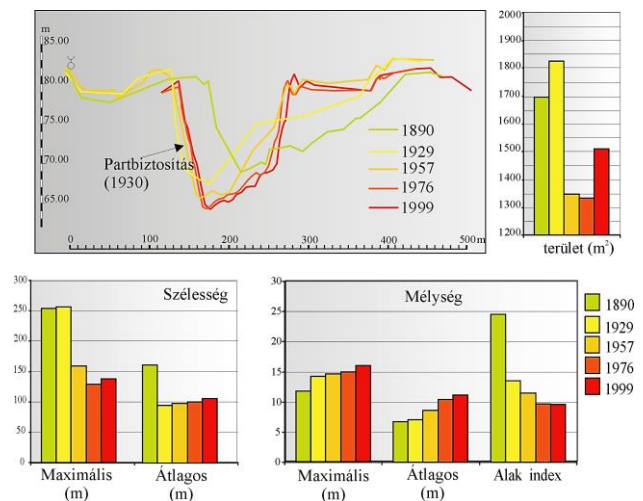 m
85.00
80.00
75.00
70.00
65.00
Partbiztosítás
(1930)
1890
1929
1957
1976
1999
0
100
200
300
400
500 m
2000
1900
1800
1700
1600
1500
1400
1300
1200
terület (m²)
Szélesség
300
250
200
150
100
50
0
Maximális
(m)
Átlagos
(m)
Mélység
30
25
20
15
10
5
0
Maximális
(m)
Átlagos
(m)
Alak index
1890
1929
1957
1976
1999